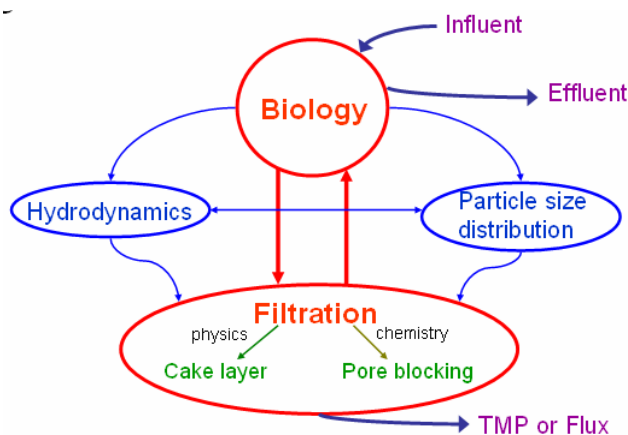 Influent
Effluent
Biology
Hydrodynamics
Particle size
distribution
Filtration
physics
chemistry
Cake layer
Pore blocking
TMP or Flux